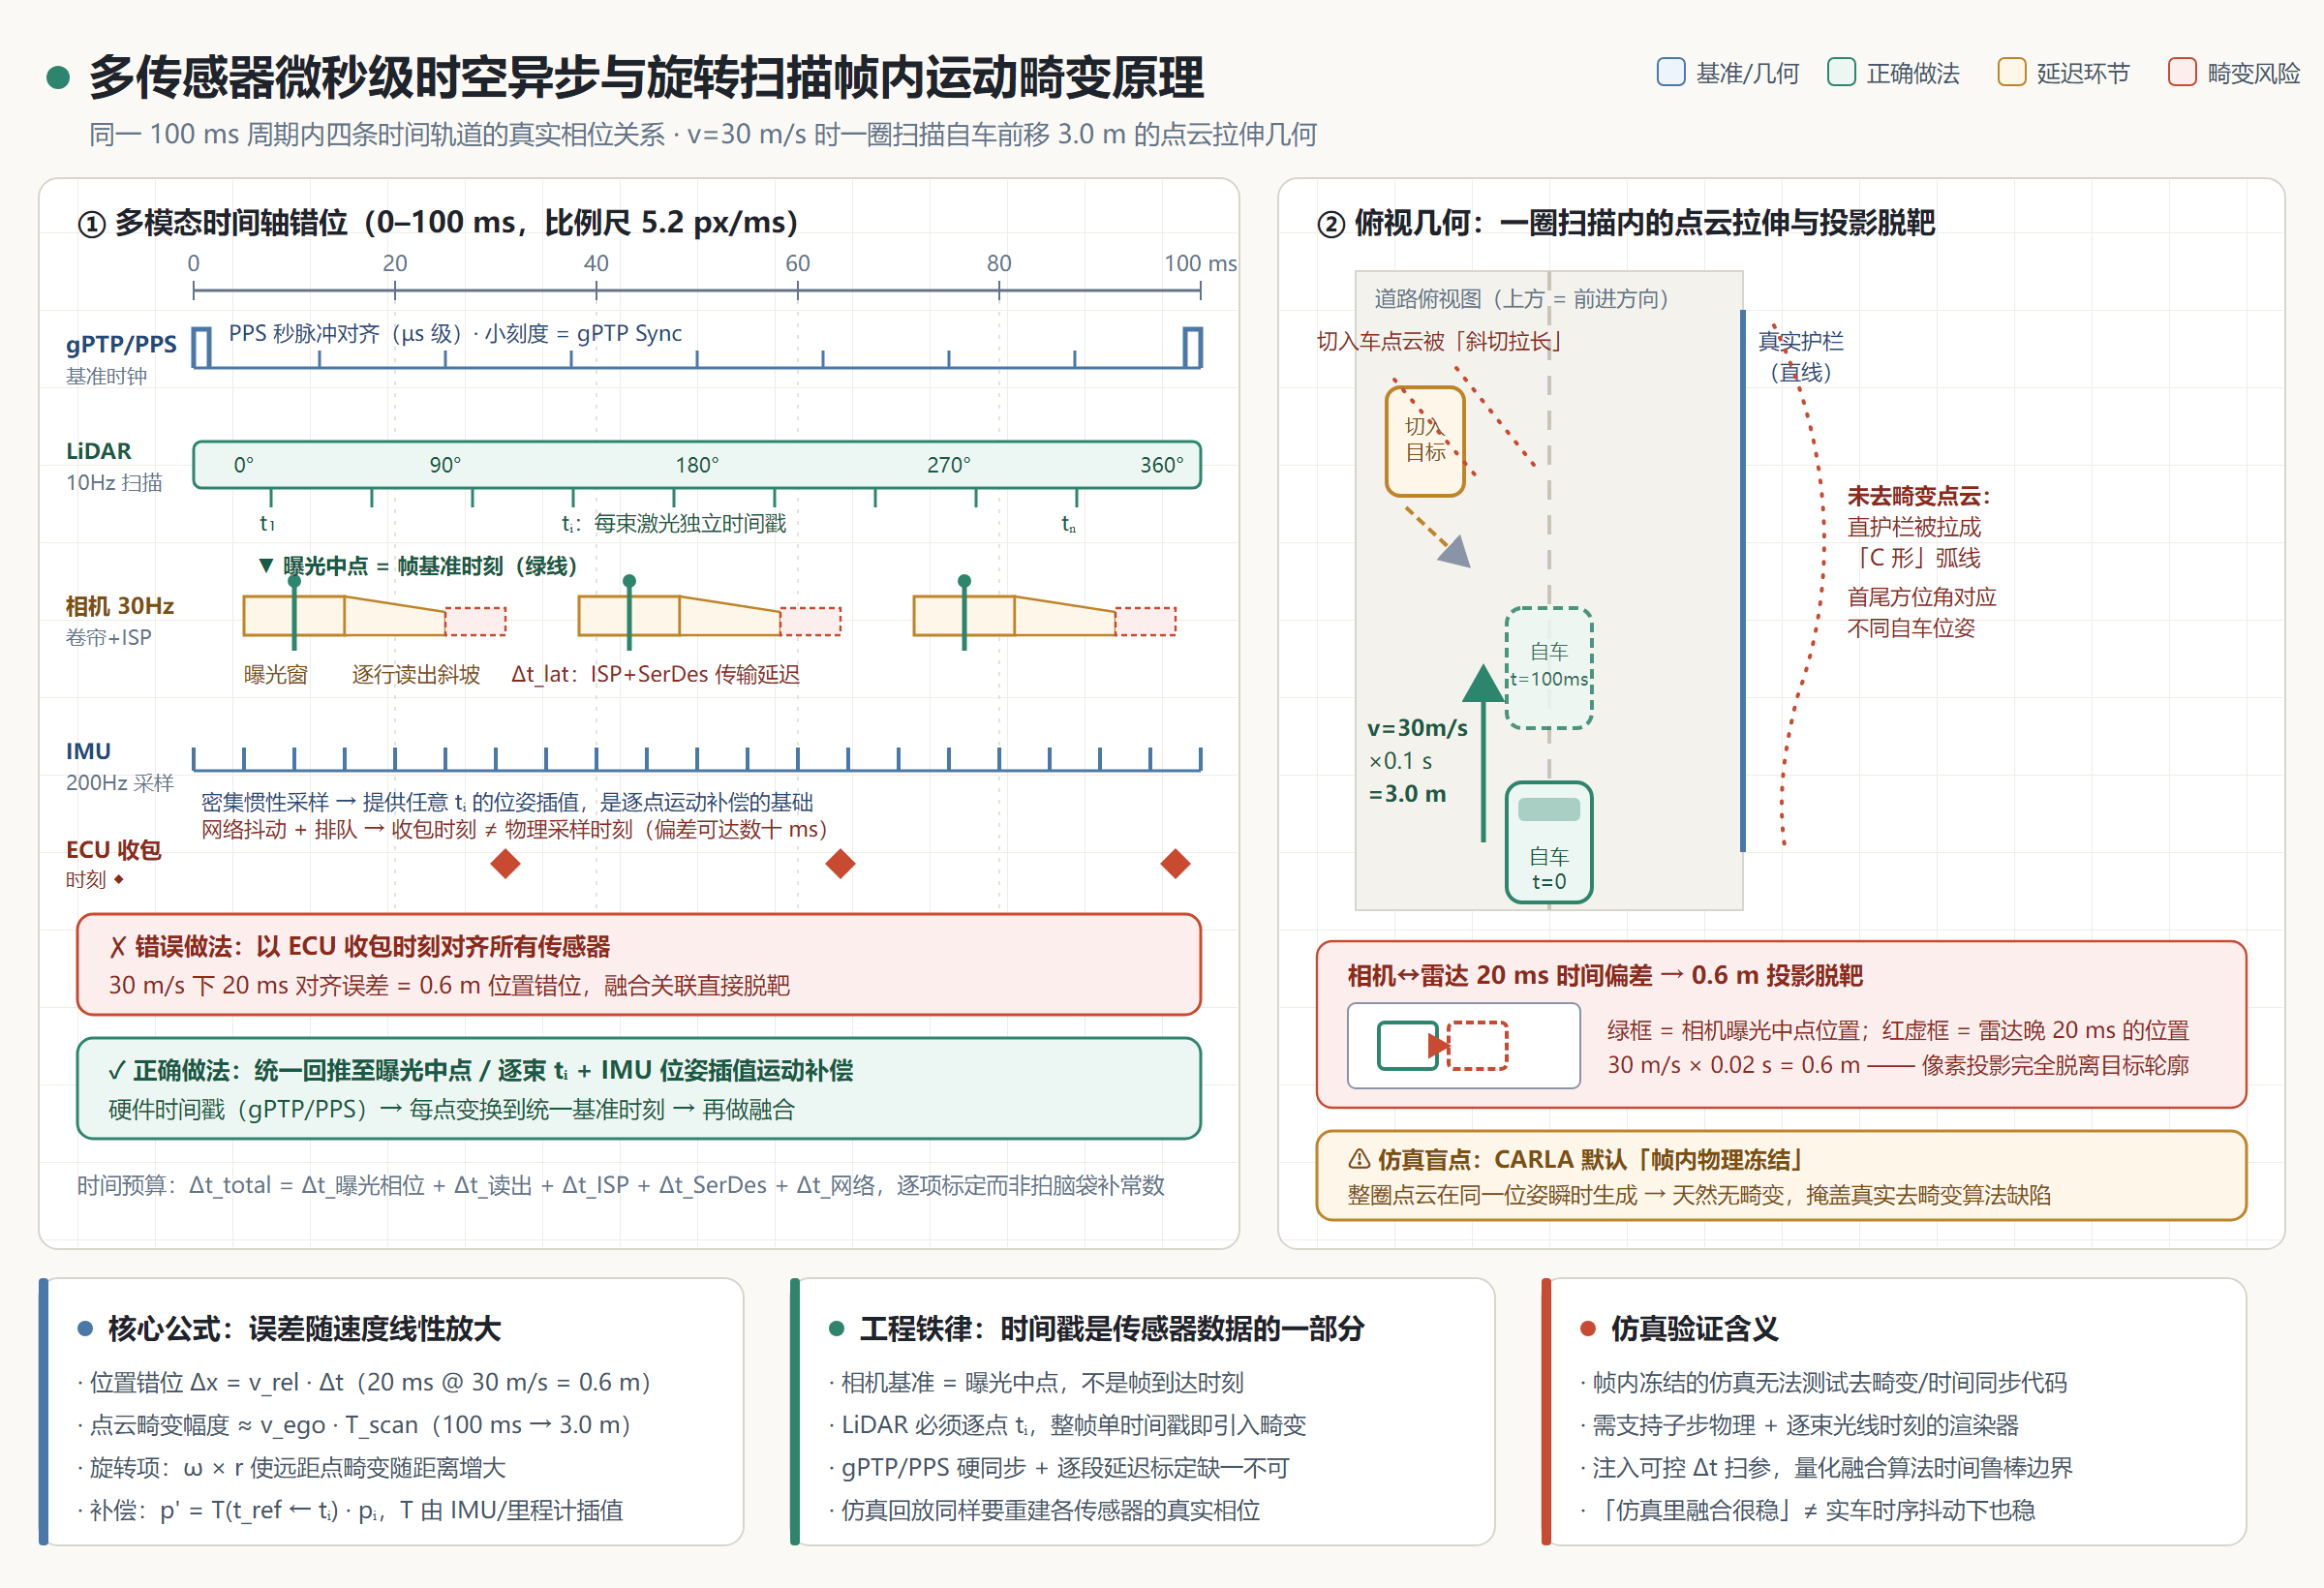 多传感器微秒级时空异步与旋转扫描帧内运动畸变原理
同一 100 ms 周期内四条时间轨道的真实相位关系 · v=30 m/s 时一圈扫描自车前移 3.0 m 的点云拉伸几何
基准/几何
正确做法
延迟环节
畸变风险
① 多模态时间轴错位（0–100 ms，比例尺 5.2 px/ms）
0
20
40
60
80
100 ms
gPTP/PPS
基准时钟
PPS 秒脉冲对齐（μs 级）· 小刻度 = gPTP Sync
LiDAR
10Hz 扫描
0°
90°
180°
270°
360°
t₁
tᵢ：每束激光独立时间戳
tₙ
▼ 曝光中点 = 帧基准时刻（绿线）
相机 30Hz
卷帘+ISP
曝光窗
逐行读出斜坡
Δt_lat：ISP+SerDes 传输延迟
IMU
200Hz 采样
密集惯性采样 → 提供任意 tᵢ 的位姿插值，是逐点运动补偿的基础
网络抖动 + 排队 → 收包时刻 ≠ 物理采样时刻（偏差可达数十 ms）
ECU 收包
时刻 ◆
✗ 错误做法：以 ECU 收包时刻对齐所有传感器
30 m/s 下 20 ms 对齐误差 = 0.6 m 位置错位，融合关联直接脱靶
✓ 正确做法：统一回推至曝光中点 / 逐束 tᵢ + IMU 位姿插值运动补偿
硬件时间戳（gPTP/PPS）→ 每点变换到统一基准时刻 → 再做融合
时间预算：Δt_total = Δt_曝光相位 + Δt_读出 + Δt_ISP + Δt_SerDes + Δt_网络，逐项标定而非拍脑袋补常数
② 俯视几何：一圈扫描内的点云拉伸与投影脱靶
道路俯视图（上方 = 前进方向）
切入车点云被「斜切拉长」
真实护栏
（直线）
切入
目标
未去畸变点云：
直护栏被拉成
「C 形」弧线
首尾方位角对应
不同自车位姿
自车
t=100ms
v=30m/s
×0.1 s
=3.0 m
自车
t=0
相机↔雷达 20 ms 时间偏差 → 0.6 m 投影脱靶
绿框 = 相机曝光中点位置；红虚框 = 雷达晚 20 ms 的位置
30 m/s × 0.02 s = 0.6 m —— 像素投影完全脱离目标轮廓
⚠ 仿真盲点：CARLA 默认「帧内物理冻结」
整圈点云在同一位姿瞬时生成 → 天然无畸变，掩盖真实去畸变算法缺陷
核心公式：误差随速度线性放大
· 位置错位 Δx = v_rel · Δt（20 ms @ 30 m/s = 0.6 m）
· 点云畸变幅度 ≈ v_ego · T_scan（100 ms → 3.0 m）
· 旋转项：ω × r 使远距点畸变随距离增大
· 补偿：p' = T(t_ref ← tᵢ) · pᵢ，T 由 IMU/里程计插值
工程铁律：时间戳是传感器数据的一部分
· 相机基准 = 曝光中点，不是帧到达时刻
· LiDAR 必须逐点 tᵢ，整帧单时间戳即引入畸变
· gPTP/PPS 硬同步 + 逐段延迟标定缺一不可
· 仿真回放同样要重建各传感器的真实相位
仿真验证含义
· 帧内冻结的仿真无法测试去畸变/时间同步代码
· 需支持子步物理 + 逐束光线时刻的渲染器
· 注入可控 Δt 扫参，量化融合算法时间鲁棒边界
· 「仿真里融合很稳」≠ 实车时序抖动下也稳